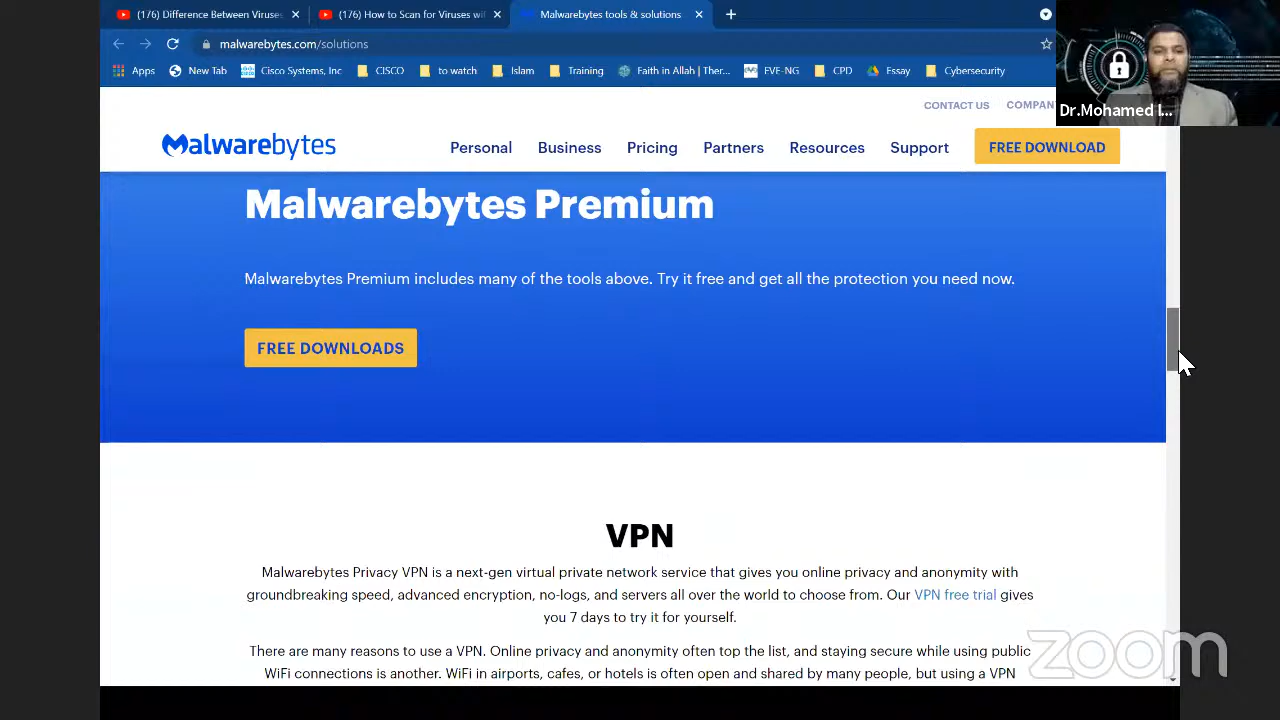 (176) Difference Between Viruses
(176) How to Scan for Viruses wi
Malwarebytes tools & solutions
malwarebytes.com/solutions
Apps
New Tab
Cisco Systems, Inc
CISCO
to watch
Training
Faith in Allah | Ther...
CPD
Essay
cybersecurity
Dr.Mohamed I...
CONTACT US
COMPAN
Malwarebytes
Personal
Business
Pricing
Partners
Resources
Support
FREE DOWNLOAD
Malwarebytes Premium
Malwarebytes Premium includes many of the tools above. Try it free and get all the protection you need now.
FREE DOWNLOADS
VPN
Malwarebytes Privacy VPN is a next-gen virtual private network service that gives you online privacy and anonymity with
groundbreaking speed, advanced encryption, no-logs, and servers all over the world to choose from. Our VPN free trial gives
you 7 days to try it for yourself.
There are many reasons to use a VPN. Online privacy and anonymity often top the list, and staying secure while using public
WiFi connections is another. WiFi in airports, cafes, or hotels is often open and shared by many people, but using a VPN
zoom